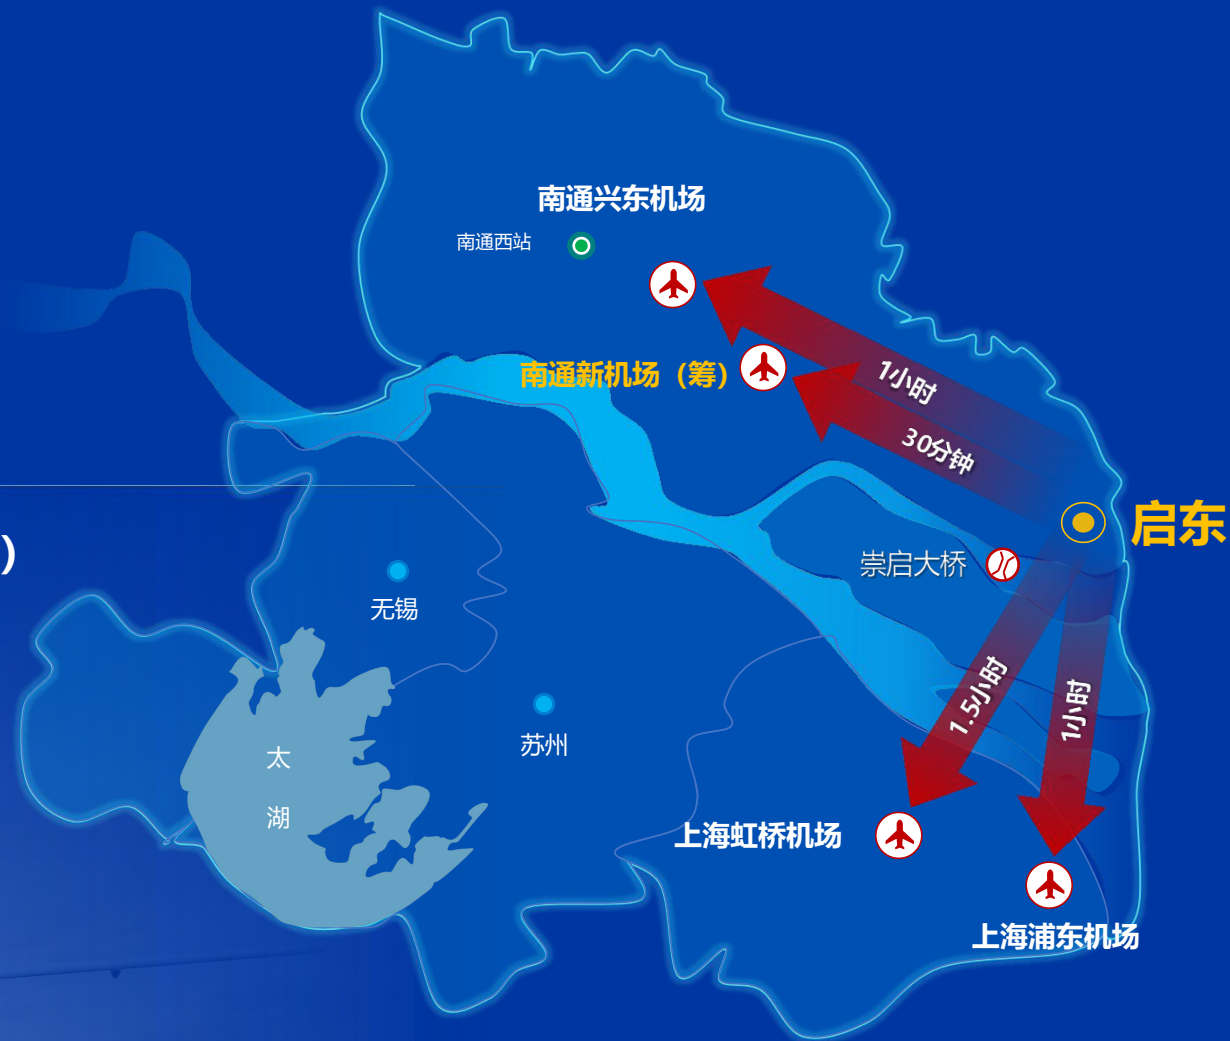 南通兴东机场
南通西站
南通新机场（筹）
1小时
30分钟
启东
）
崇启大桥
无锡
1.5小时
1小时
苏州
太
湖
上海虹桥机场
上海浦东机场